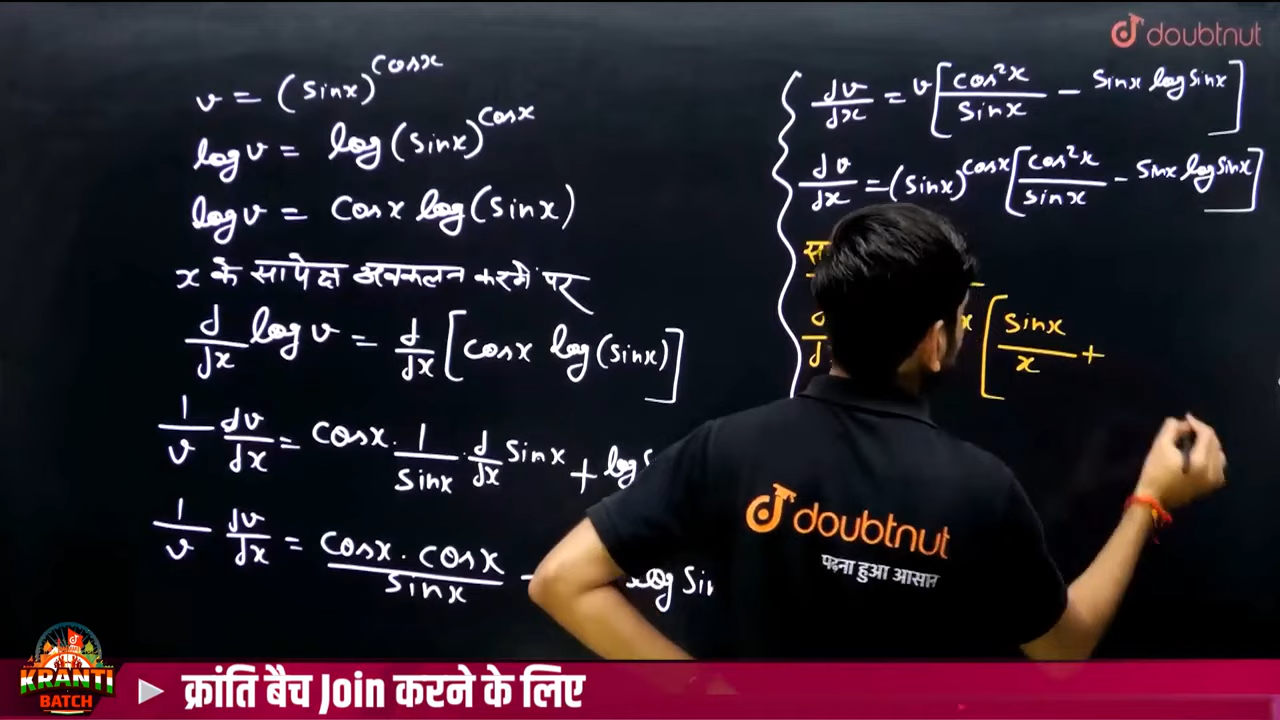 doubtnut
v = (sinx)^cosx
log v = log (sinx)^cosx
log v = cosx log (sinx)
x के सापेक्ष अवकलन करने पर
d/dx log v = d/dx [cosx log (sinx)]
1/v dv/dx = cosx . 1/sinx . d/dx sinx + log
1/v dv/dx = cosx . cosx/sinx log sin
dv/dx = v [cos²x/sinx - sinx log sinx]
dv/dx = (sinx)^cosx [cos²x/sinx - sinx log sinx]
x [sinx/x +
doubtnut
पढ़ना हुआ आसान
KRANTI
BATCH
क्रांति बैच Join करने के लिए